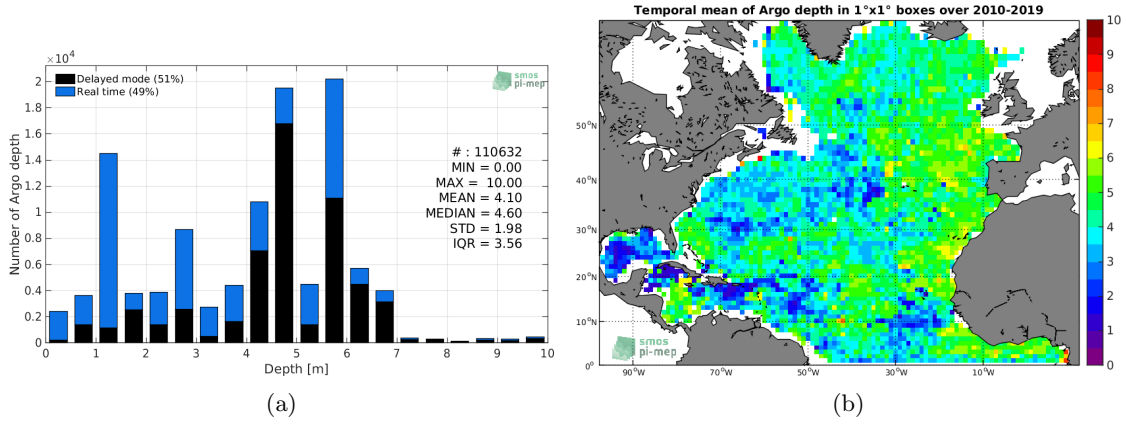 ×10⁴
Number of Argo depth
2
1.8
1.6
1.4
1.2
1
0.8
0.6
0.4
0.2
0
Delayed mode (51%)
Real time (49%)
smos
pi-mep
# : 110632
MIN = 0.00
MAX = 10.00
MEAN = 4.10
MEDIAN = 4.60
STD = 1.98
IQR = 3.56
0 1 2 3 4 5 6 7 8 9 10
Depth [m]
(a)
Temporal mean of Argo depth in 1°x1° boxes over 2010-2019
50°N
40°N
30°N
20°N
10°N
0°
90°W 70°W 50°W 30°W 10°W
smos
pi-mep
10
9
8
7
6
5
4
3
2
1
0
(b)